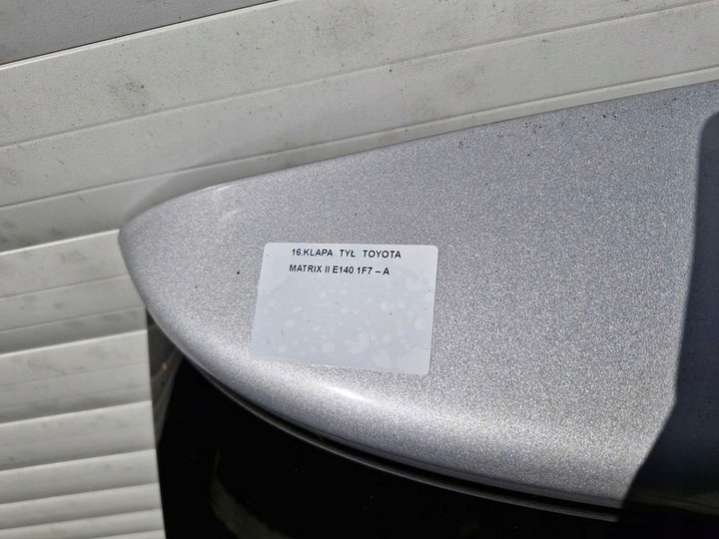 16.KLAPA TYŁ TOYOTA
MATRIX II E140 1F7 – A